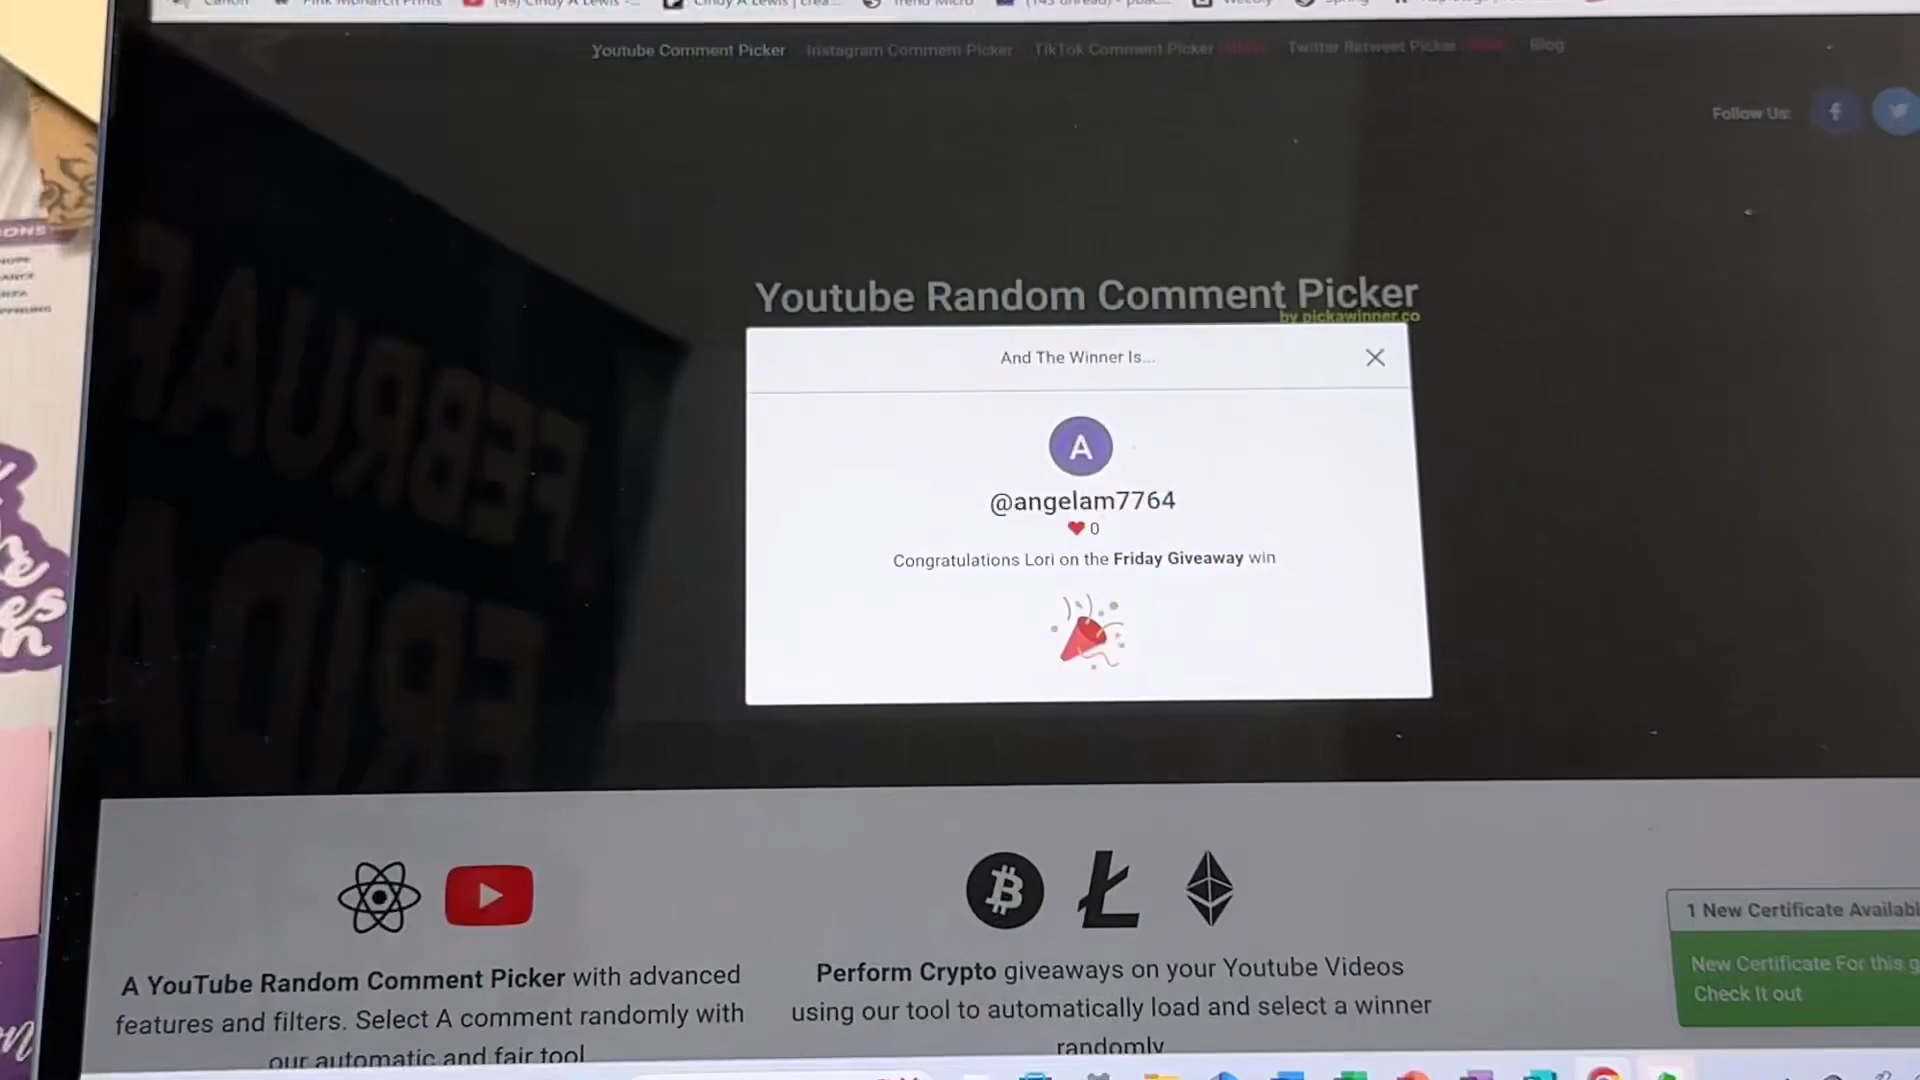 Youtube Comment Picker Instagram Comment Picker TikTok Comment Picker Twitter Retweet Picker Blog
Follow Us:
Youtube Random Comment Picker
by pickawinner.co
And The Winner Is...
A
@angelam7764
0
Congratulations Lori on the Friday Giveaway win
FEBRUAR
FRIDA
1 New Certificate Availabl
New Certificate For this g
Check It out
A YouTube Random Comment Picker with advanced
features and filters. Select A comment randomly with
our automatic and fair tool
Perform Crypto giveaways on your Youtube Videos
using our tool to automatically load and select a winner
randomly